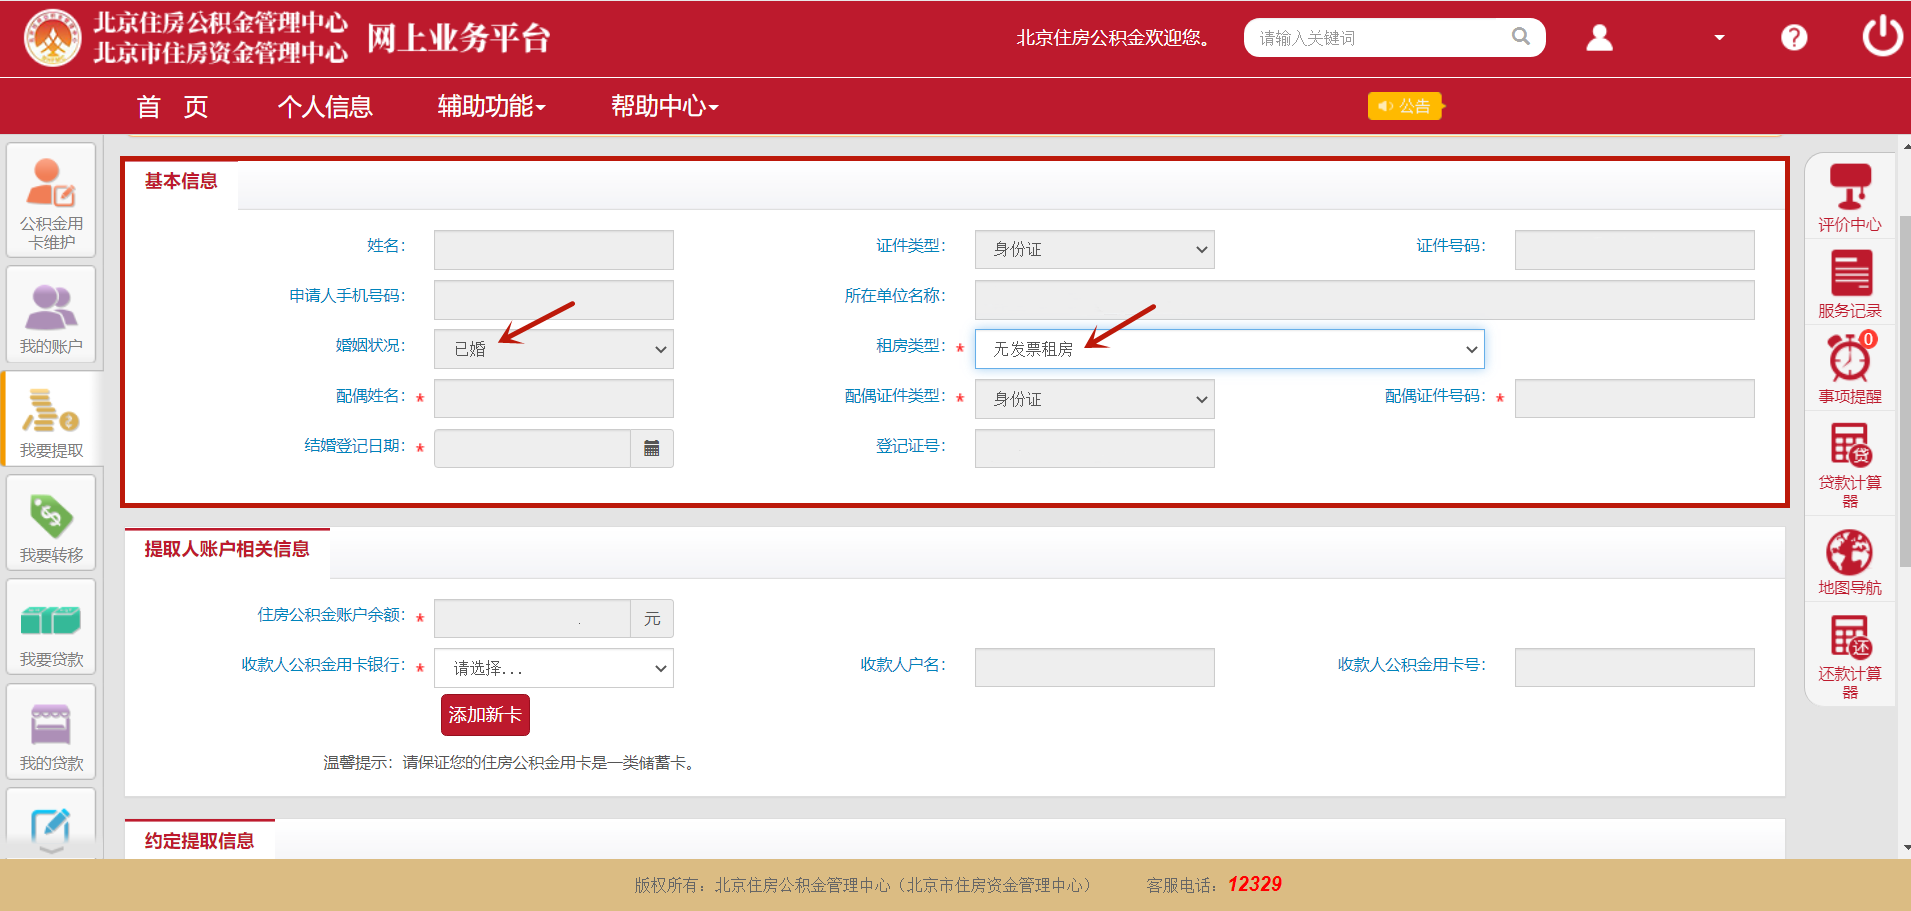 北京住房公积金管理中心
北京市住房资金管理中心
网上业务平台
北京住房公积金欢迎您。
请输入关键词
?
首 页
个人信息
辅助功能
帮助中心
公告
公积金用
卡维护
我的账户
我要提取
我要转移
我要贷款
我的贷款
基本信息
姓名:
证件类型:
身份证
证件号码:
申请人手机号码:
所在单位名称:
婚姻状况:
已婚
租房类型: *
无发票租房
配偶姓名: *
配偶证件类型: *
身份证
配偶证件号码: *
结婚登记日期: *
登记证号:
提取人账户相关信息
住房公积金账户余额: *
元
收款人公积金用卡银行: *
请选择...
收款人户名:
收款人公积金用卡号:
添加新卡
温馨提示：请保证您的住房公积金用卡是一类储蓄卡。
约定提取信息
评价中心
服务记录
0
事项提醒
贷
贷款计算
器
地图导航
还
还款计算
器
版权所有：北京住房公积金管理中心（北京市住房资金管理中心）
客服电话：12329